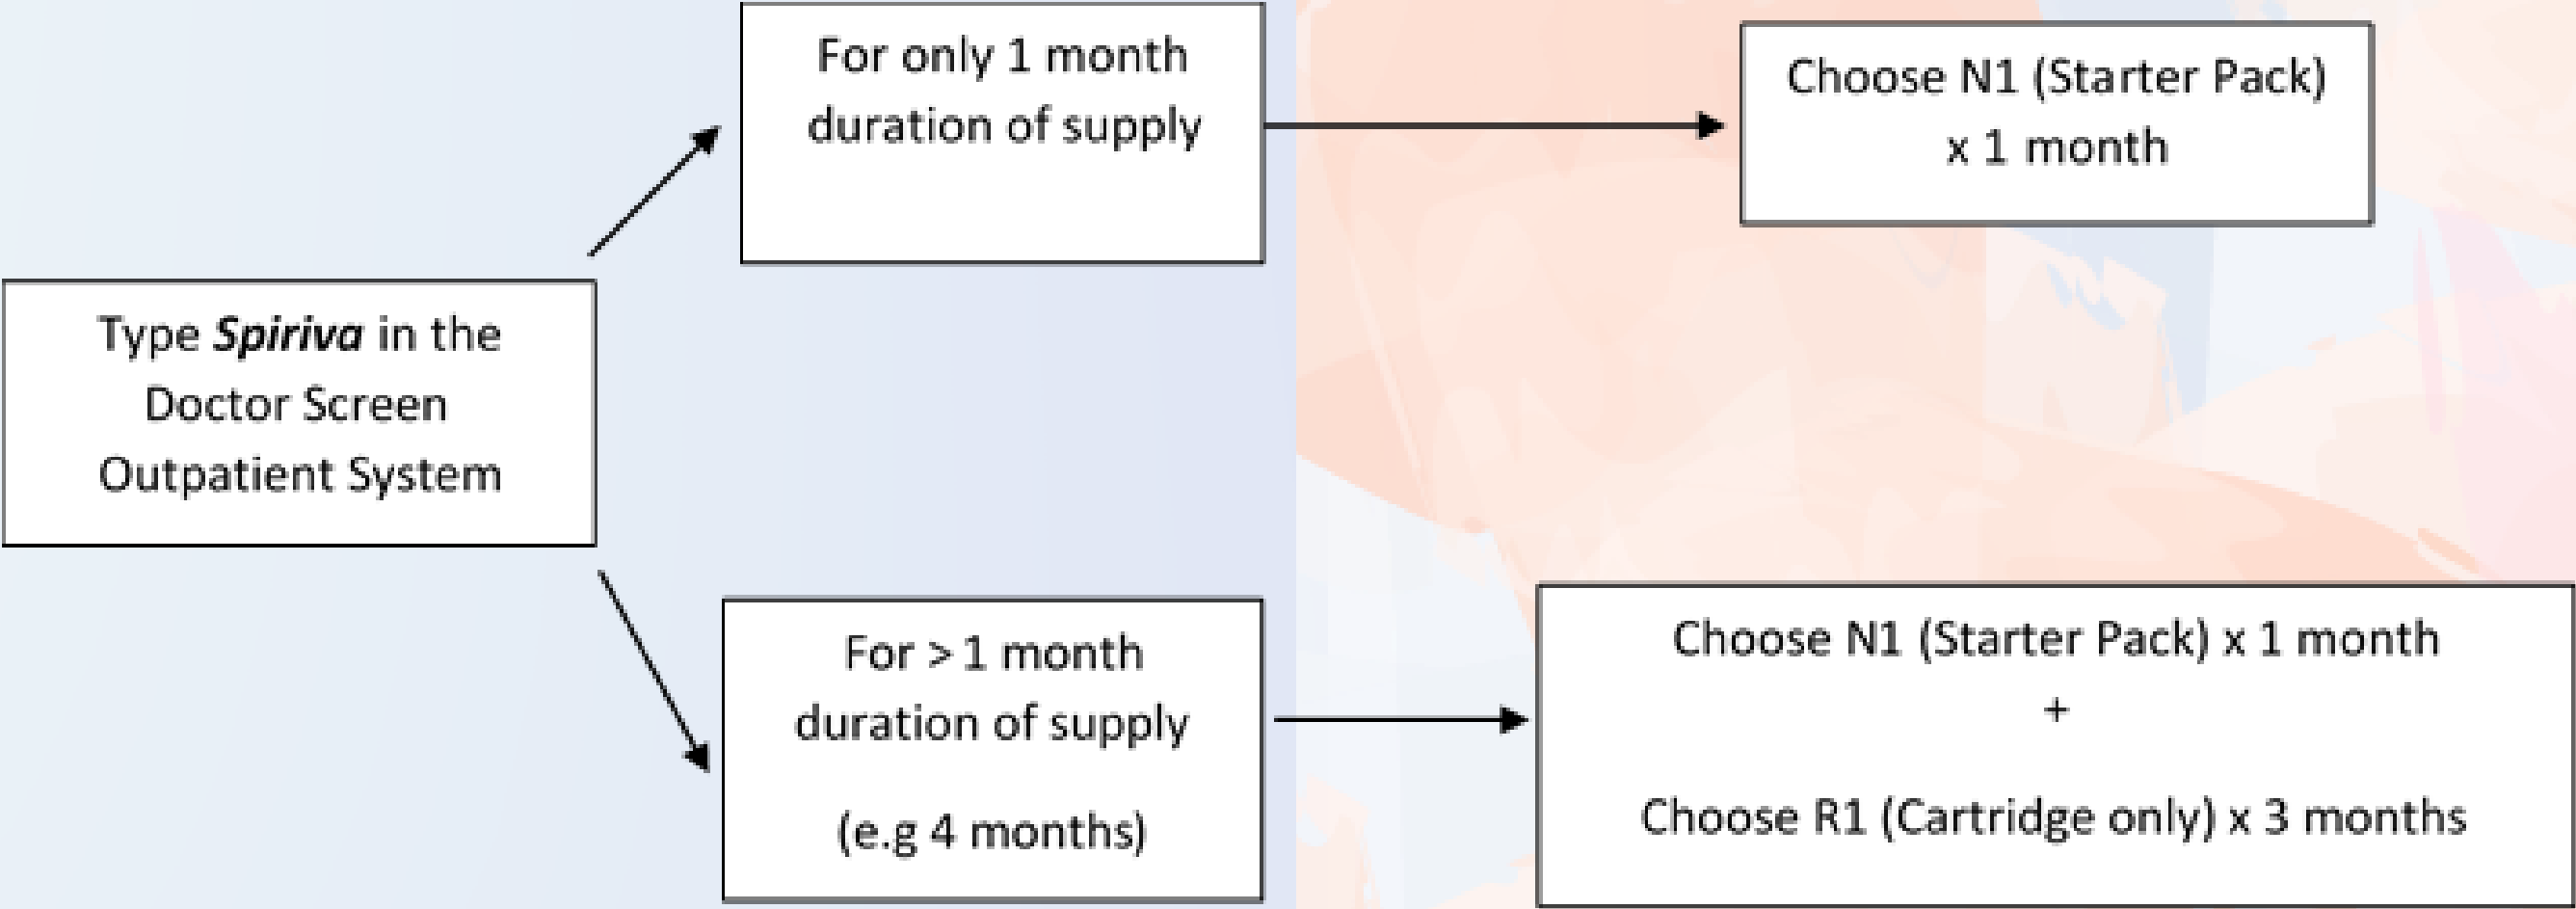 For only 1 month
duration of supply
Choose N1 (Starter Pack)
x 1 month
Type Spiriva in the
Doctor Screen
Outpatient System
For > 1 month
duration of supply
(e.g 4 months)
Choose N1 (Starter Pack) x 1 month
+
Choose R1 (Cartridge only) x 3 months